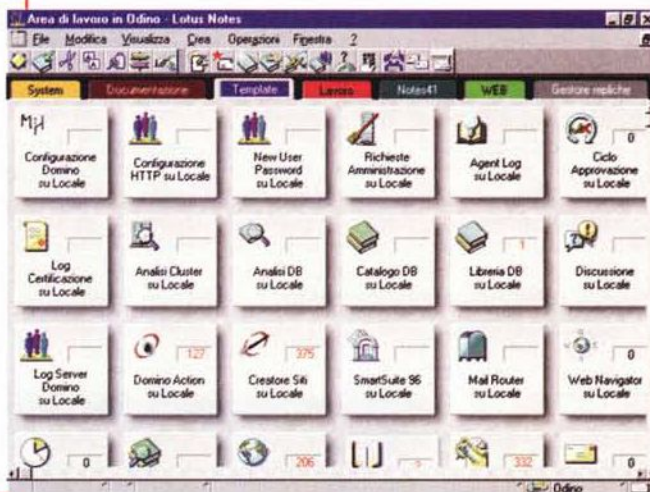 Area di lavoro in Odino - Lotus Notes
File Modifica Visualizza Crea Operazioni Finestra ?
System Documentazione Template Lavoro Notes41 WEB Gestore repliche
Configurazione
Domino
su Locale
Configurazione
HTTP su Locale
New User
Password
su Locale
Richieste
Amministrazione
su Locale
Agent Log
su Locale
0
Ciclo
Approvazione
su Locale
Log
Certificazione
su Locale
Analisi Cluster
su Locale
Analisi DB
su Locale
Catalogo DB
su Locale
1
Libreria DB
su Locale
Discussione
su Locale
Log Server
Domino
su Locale
127
Domino Action
su Locale
375
Creatore Siti
su Locale
SmartSuite 96
su Locale
Mail Router
su Locale
0
Web Navigator
su Locale
0
206
332
0
Odino